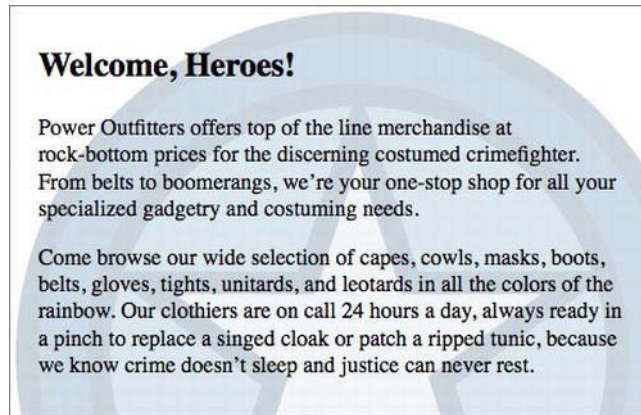 Welcome, Heroes!
Power Outfitters offers top of the line merchandise at
rock-bottom prices for the discerning costumed crimefighter.
From belts to boomerangs, we’re your one-stop shop for all your
specialized gadgetry and costuming needs.
Come browse our wide selection of capes, cowls, masks, boots,
belts, gloves, tights, unitards, and leotards in all the colors of the
rainbow. Our clothiers are on call 24 hours a day, always ready in
a pinch to replace a singed cloak or patch a ripped tunic, because
we know crime doesn’t sleep and justice can never rest.